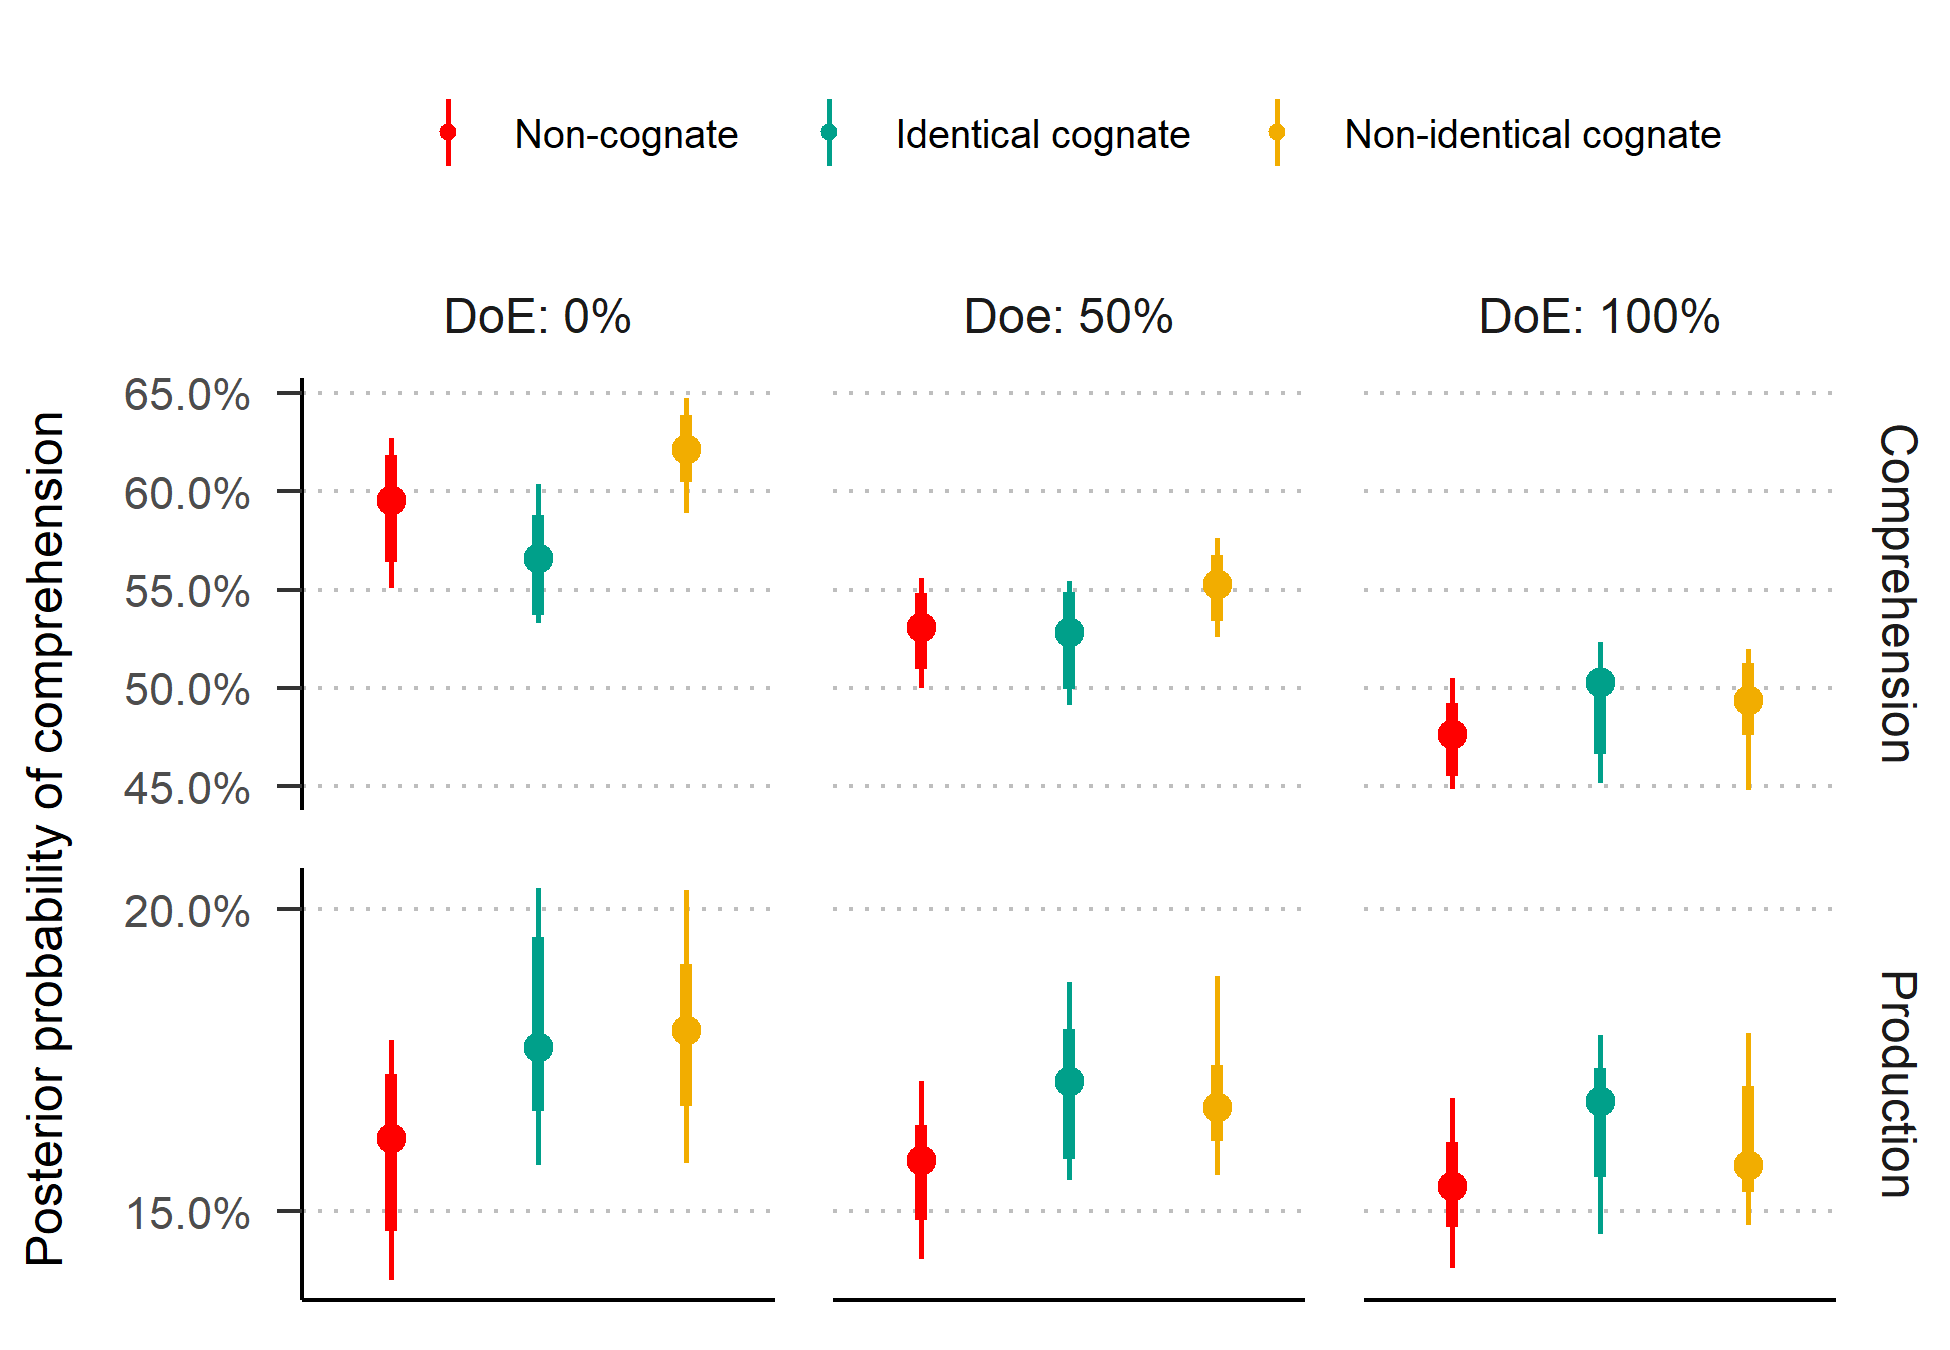 Non-cognate
Identical cognate
Non-identical cognate
DoE: 0%
Doe: 50%
DoE: 100%
65.0%
60.0%
55.0%
50.0%
45.0%
Comprehension
Posterior probability of comprehension
20.0%
15.0%
Production